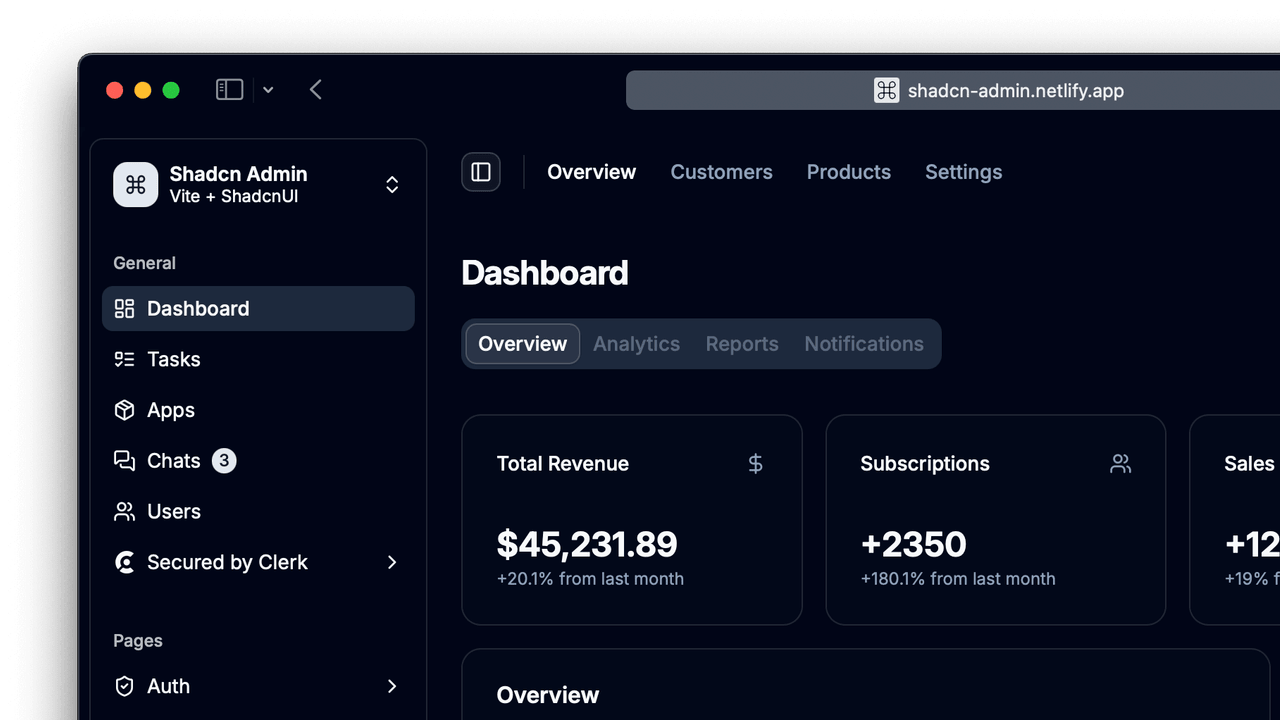 shadcn-admin.netlify.app
Shadcn Admin
Vite + ShadcnUI
General
Dashboard
Tasks
Apps
Chats 3
Users
Secured by Clerk
Pages
Auth
Overview Customers Products Settings
Dashboard
Overview Analytics Reports Notifications
Total Revenue
$45,231.89
+20.1% from last month
Subscriptions
+2350
+180.1% from last month
Sales
+12
+19%
Overview